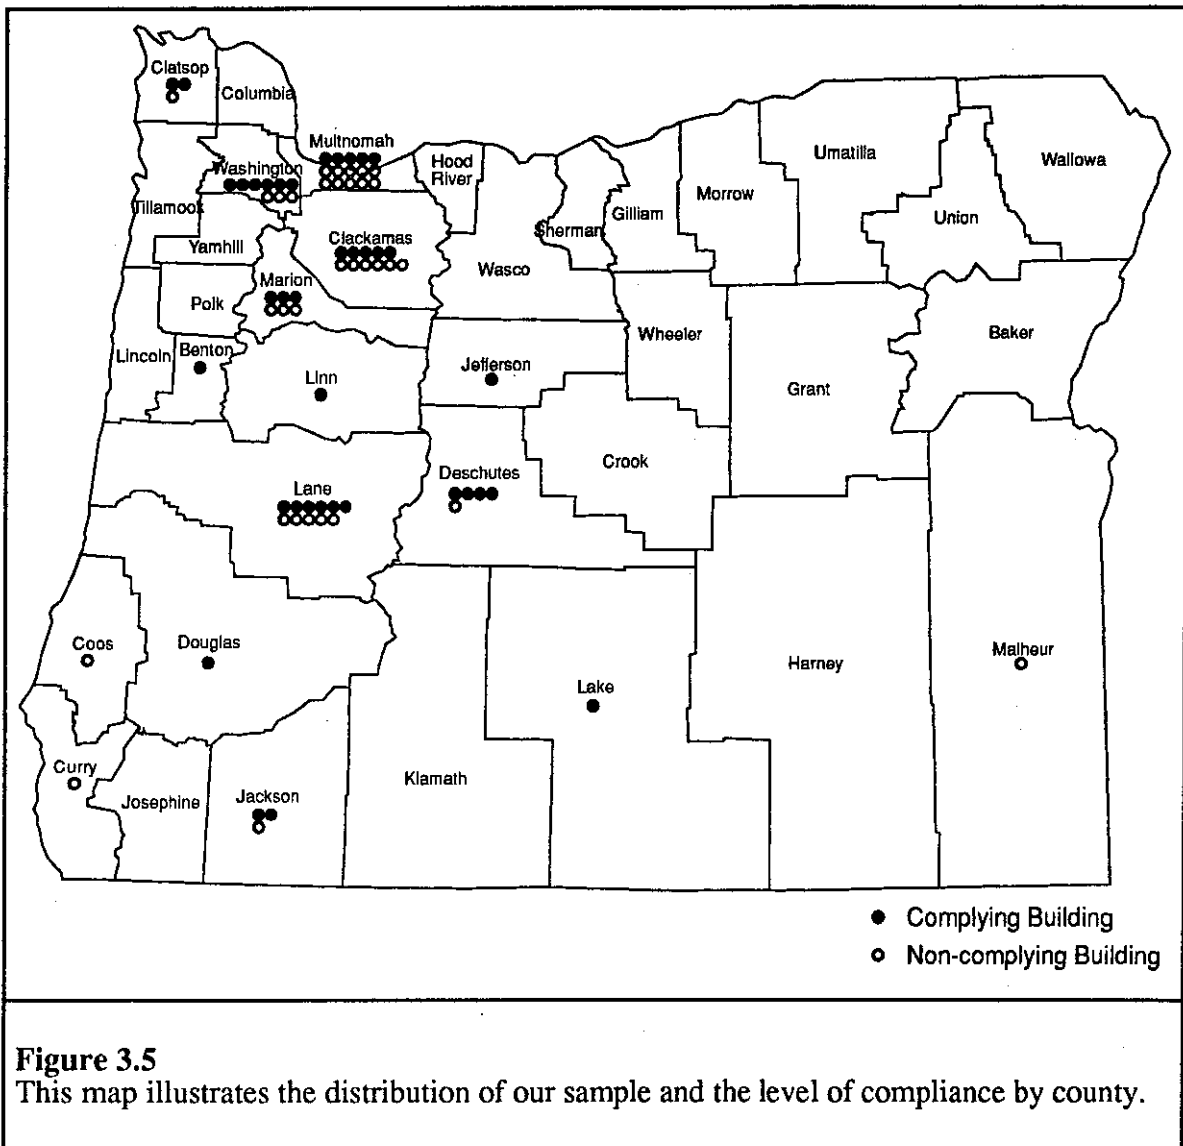 Clatsop
Columbia
Multnomah
Washington
Hood
River
Tillamook
Yamhill
Clackamas
Marion
Polk
Lincoln
Benton
Linn
Wasco
Sherman
Gilliam
Morrow
Umatilla
Union
Wallowa
Wheeler
Jefferson
Grant
Baker
Crook
Deschutes
Lane
Coos
Douglas
Curry
Josephine
Jackson
Klamath
Lake
Harney
Malheur
Complying Building
Non-complying Building
Figure 3.5
This map illustrates the distribution of our sample and the level of compliance by county.